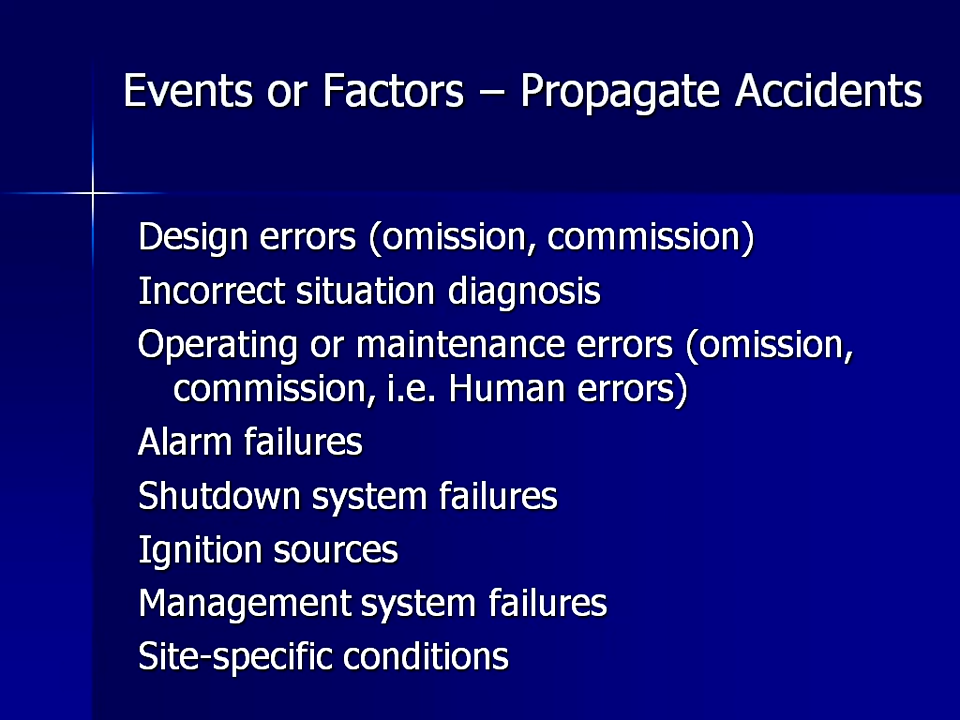 Events or Factors – Propagate Accidents
Design errors (omission, commission)
Incorrect situation diagnosis
Operating or maintenance errors (omission,
commission, i.e. Human errors)
Alarm failures
Shutdown system failures
Ignition sources
Management system failures
Site-specific conditions